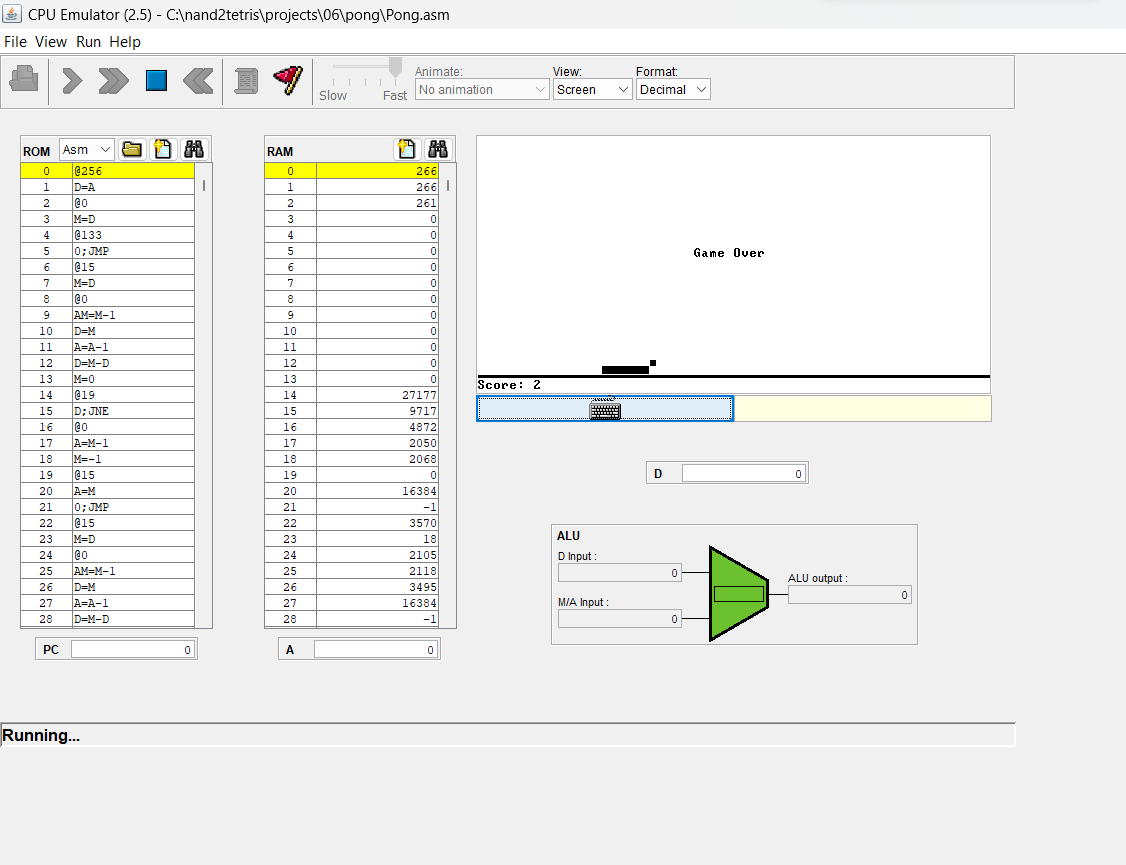 CPU Emulator (2.5) - C:\nand2tetris\projects\06\pong\Pong.asm
File View Run Help
Slow Fast
Animate:
No animation
View:
Screen
Format:
Decimal
ROM Asm
0 @256
1 D=A
2 @0
3 M=D
4 @133
5 0;JMP
6 @15
7 M=D
8 @0
9 AM=M-1
10 D=M
11 A=A-1
12 D=M-D
13 M=0
14 @19
15 D;JNE
16 @0
17 A=M-1
18 M=-1
19 @15
20 A=M
21 0;JMP
22 @15
23 M=D
24 @0
25 AM=M-1
26 D=M
27 A=A-1
28 D=M-D
PC 0
RAM
0 266
1 266
2 261
3 0
4 0
5 0
6 0
7 0
8 0
9 0
10 0
11 0
12 0
13 0
14 27177
15 9717
16 4872
17 2050
18 2068
19 0
20 16384
21 -1
22 3570
23 18
24 2105
25 2118
26 3495
27 16384
28 -1
A 0
Game Over
Score: 2
D 0
ALU
D Input :
0
M/A Input :
0
ALU output :
0
Running...